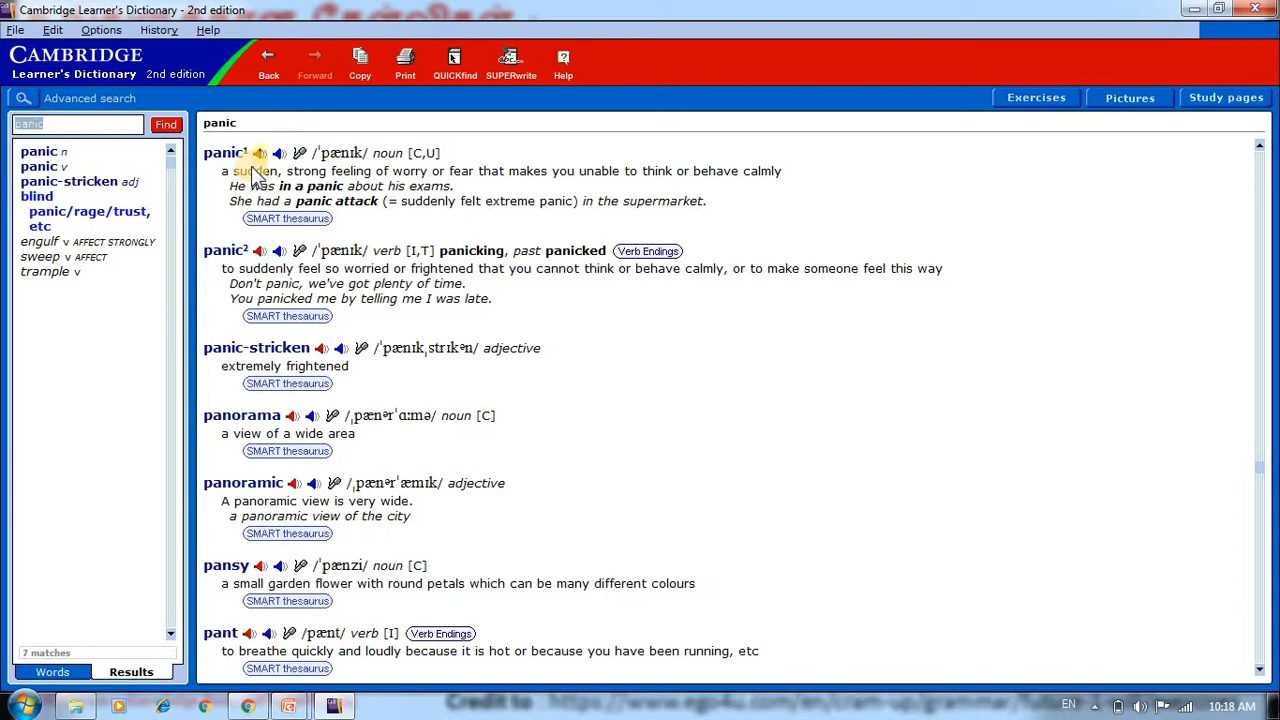 Cambridge Learner's Dictionary - 2nd edition
File Edit Options History Help
CAMBRIDGE
Learner's Dictionary 2nd edition
Back Forward Copy Print QUICKfind SUPERwrite Help
Advanced search
Exercises Pictures Study pages
panic Find
panic n
panic v
panic-stricken adj
blind
panic/rage/trust,
etc
engulf v AFFECT STRONGLY
sweep v AFFECT
trample v
7 matches
Words Results
panic
panic¹ /ˈpænɪk/ noun [C,U]
a sudden, strong feeling of worry or fear that makes you unable to think or behave calmly
He was in a panic about his exams.
She had a panic attack (= suddenly felt extreme panic) in the supermarket.
SMART thesaurus
panic² /ˈpænɪk/ verb [I,T] panicking, past panicked Verb Endings
to suddenly feel so worried or frightened that you cannot think or behave calmly, or to make someone feel this way
Don't panic, we've got plenty of time.
You panicked me by telling me I was late.
SMART thesaurus
panic-stricken /ˈpænɪkˌstrɪkᵊn/ adjective
extremely frightened
SMART thesaurus
panorama /ˌpænᵊrˈɑːmə/ noun [C]
a view of a wide area
SMART thesaurus
panoramic /ˌpænᵊrˈæmɪk/ adjective
A panoramic view is very wide.
a panoramic view of the city
SMART thesaurus
pansy /ˈpænzi/ noun [C]
a small garden flower with round petals which can be many different colours
SMART thesaurus
pant /pænt/ verb [I] Verb Endings
to breathe quickly and loudly because it is hot or because you have been running, etc
SMART thesaurus
EN 10:18 AM